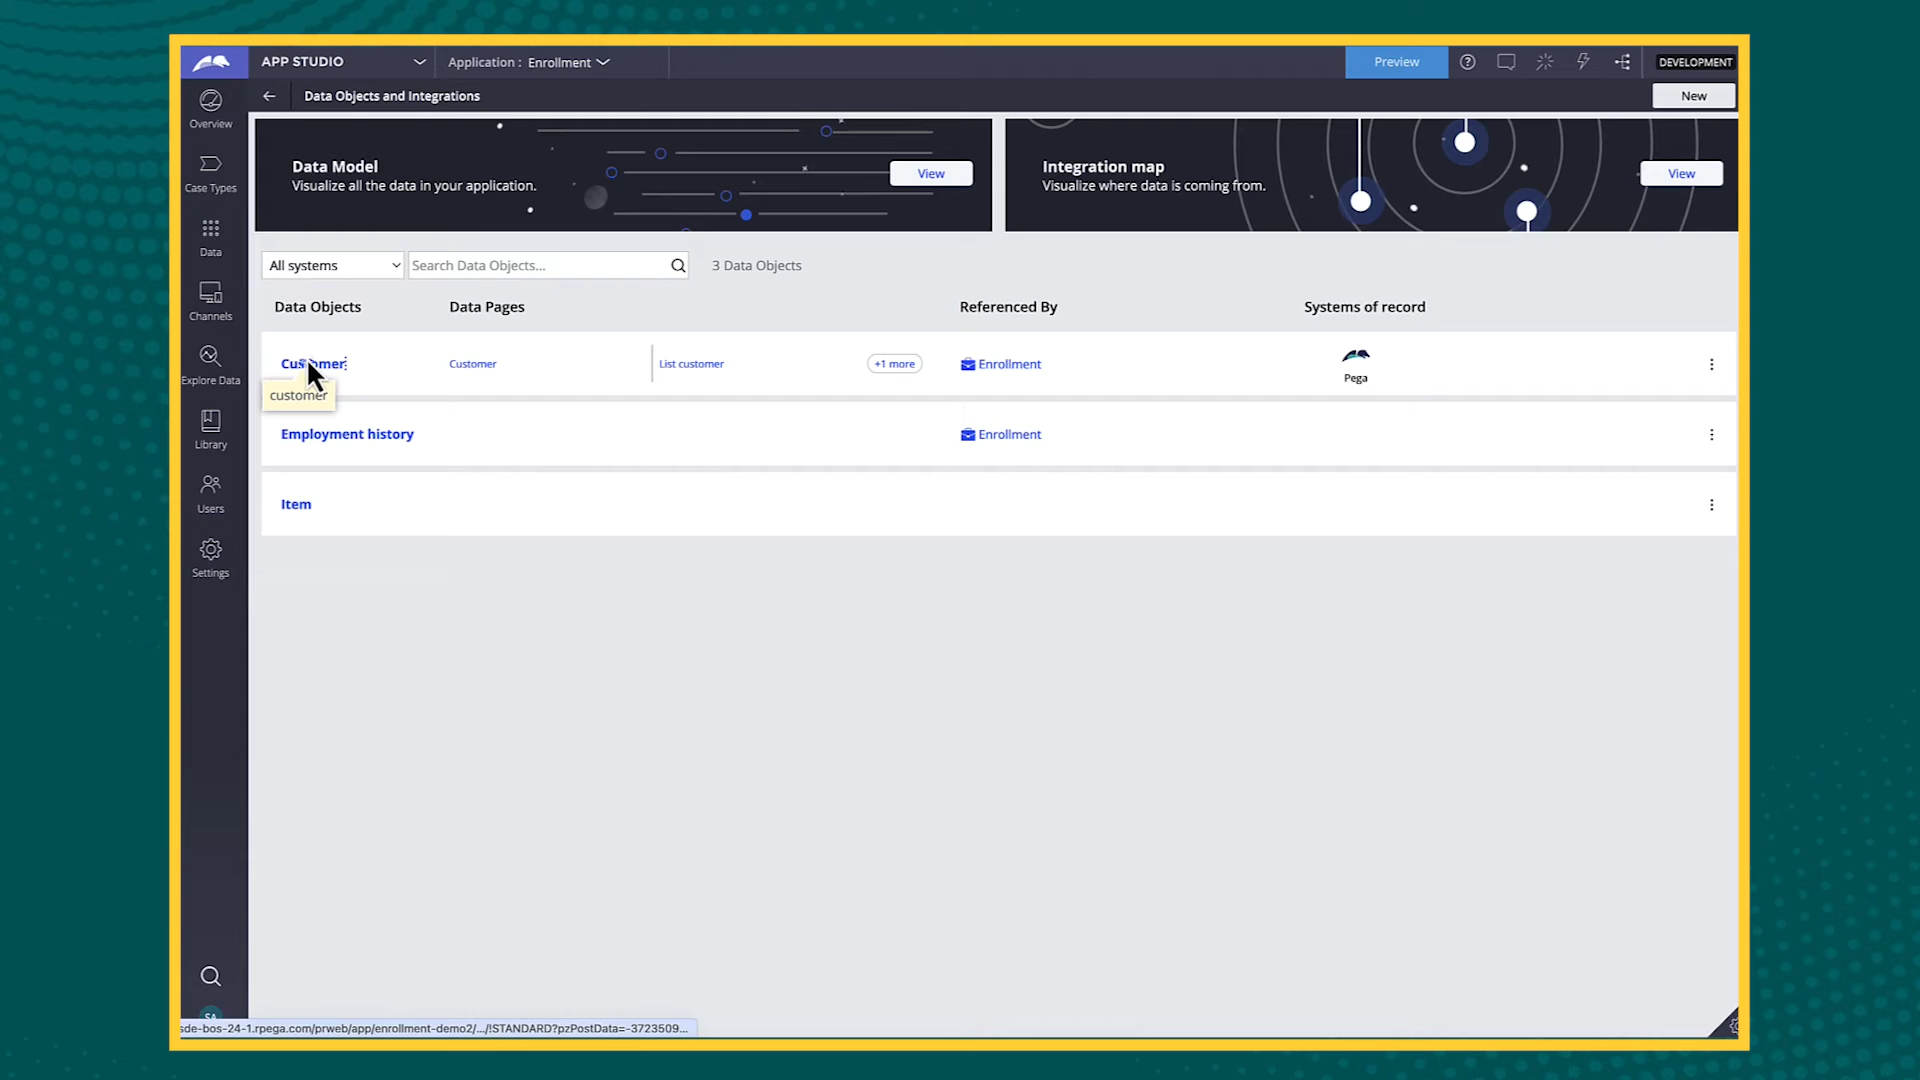 APP STUDIO
Application : Enrollment
Preview
DEVELOPMENT
Data Objects and Integrations
New
Overview
Case Types
Data
Channels
Explore Data
Library
Users
Settings
SA
Data Model
Visualize all the data in your application.
View
Integration map
Visualize where data is coming from.
View
All systems
Search Data Objects...
3 Data Objects
Data Objects
Data Pages
Referenced By
Systems of record
Customer
Customer
List customer
+1 more
Enrollment
Pega
customer
Employment history
Enrollment
Item
sde-bos-24-1.rpega.com/prweb/app/enrollment-demo2/.../!STANDARD?pzPostData=-3723509...